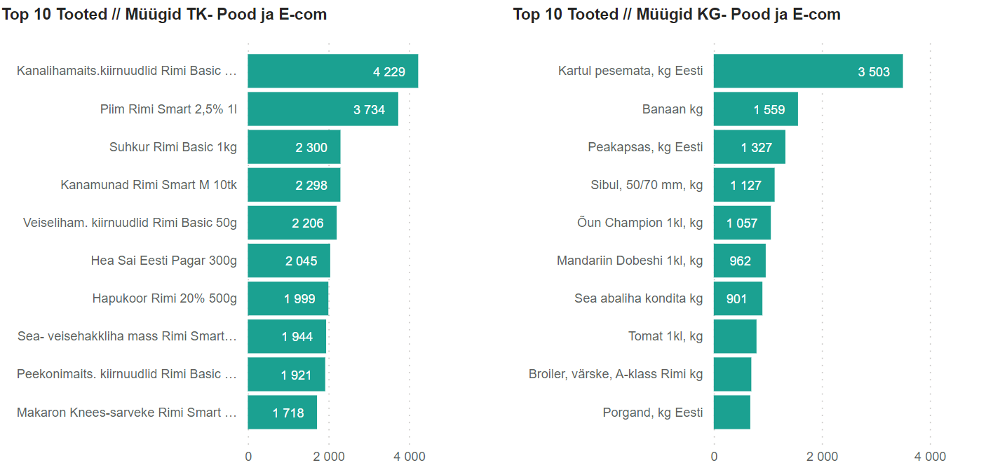 Top 10 Tooted // Müügid TK- Pood ja E-com
Kanalihamaits.kiirnuudlid Rimi Basic … 4 229
Piim Rimi Smart 2,5% 1l 3 734
Suhkur Rimi Basic 1kg 2 300
Kanamunad Rimi Smart M 10tk 2 298
Veiseliham. kiirnuudlid Rimi Basic 50g 2 206
Hea Sai Eesti Pagar 300g 2 045
Hapukoor Rimi 20% 500g 1 999
Sea- veisehakkliha mass Rimi Smart… 1 944
Peekonimaits. kiirnuudlid Rimi Basic … 1 921
Makaron Knees-sarveke Rimi Smart … 1 718
0 2 000 4 000
Top 10 Tooted // Müügid KG- Pood ja E-com
Kartul pesemata, kg Eesti 3 503
Banaan kg 1 559
Peakapsas, kg Eesti 1 327
Sibul, 50/70 mm, kg 1 127
Õun Champion 1kl, kg 1 057
Mandariin Dobeshi 1kl, kg 962
Sea abaliha kondita kg 901
Tomat 1kl, kg
Broiler, värske, A-klass Rimi kg
Porgand, kg Eesti
0 2 000 4 000